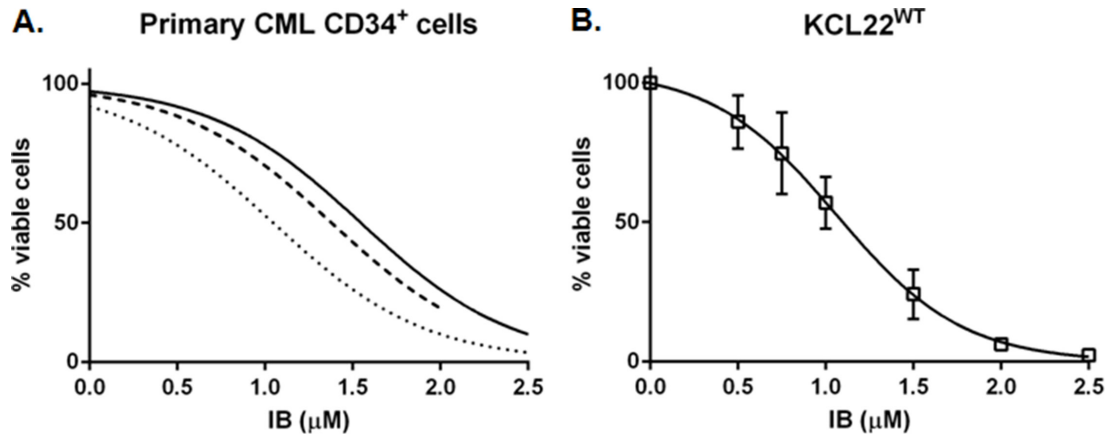 A.
Primary CML CD34⁺ cells
% viable cells
100
50
0
0.0 0.5 1.0 1.5 2.0 2.5
IB (μM)
B.
KCL22ᵂᵀ
% viable cells
100
50
0
0.0 0.5 1.0 1.5 2.0 2.5
IB (μM)